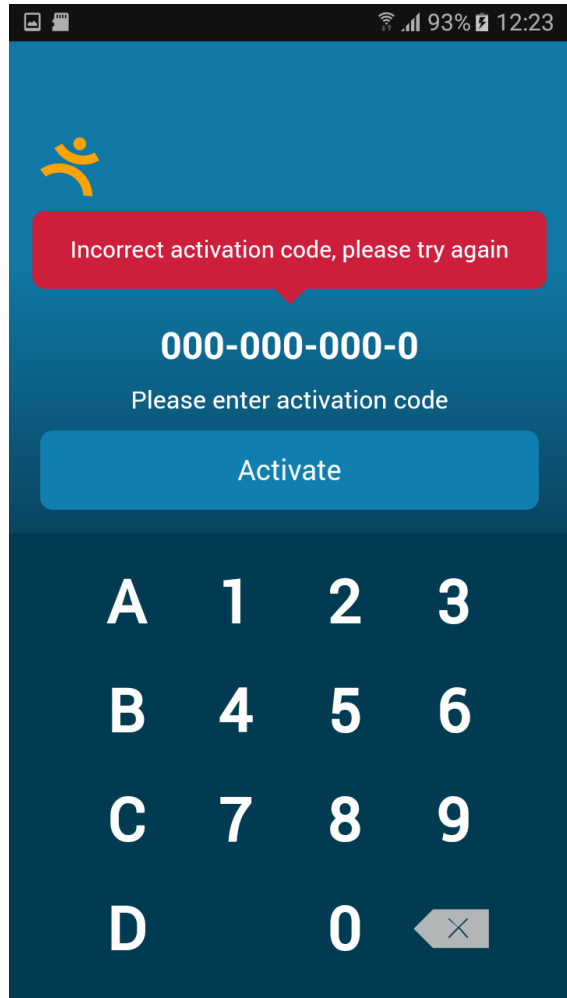 93% 12:23
Incorrect activation code, please try again
000-000-000-0
Please enter activation code
Activate
A 1 2 3
B 4 5 6
C 7 8 9
D 0